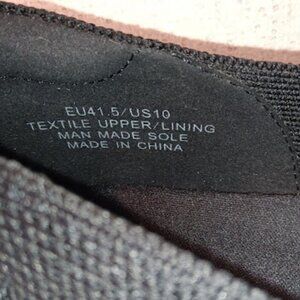 EU41.5/US10
TEXTILE UPPER/LINING
MAN MADE SOLE
MADE IN CHINA